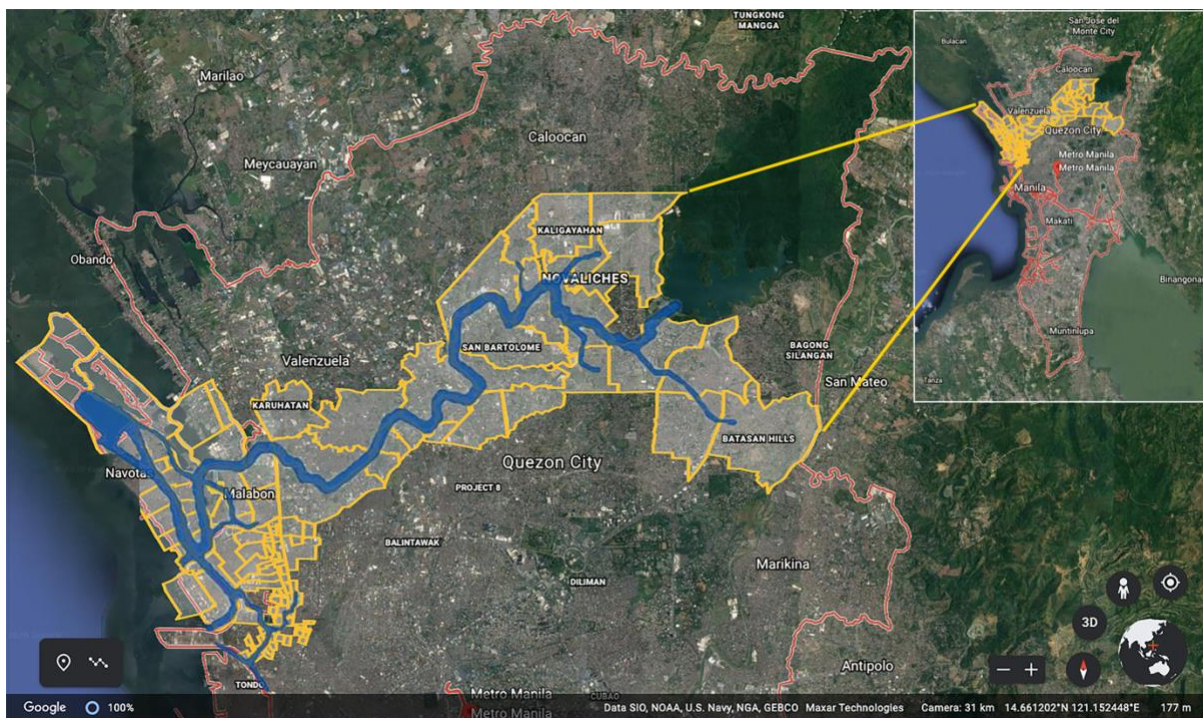 TUNGKONG
MANGGA
Marilao
Caloocan
Meycauayan
KALIGAYAHAN
Obando
NOVALICHES
SAN BARTOLOME
Valenzuela
BAGONG
SILANGAN
San Mateo
KARUHATAN
BATASAN HILLS
Navotas
Malabon
Quezon City
PROJECT 8
BALINTAWAK
Marikina
DILIMAN
Antipolo
TONDO
Metro Manila
Metro Manila
CUBAO
San Jose del
Monte City
Bulacan
Caloocan
Valenzuela
Quezon City
Metro Manila
Metro Manila
Manila
Makati
Binangonan
Muntinlupa
Tanza
3D
Google
100%
Data SIO, NOAA, U.S. Navy, NGA, GEBCO Maxar Technologies Camera: 31 km 14.661202°N 121.152448°E 177 m